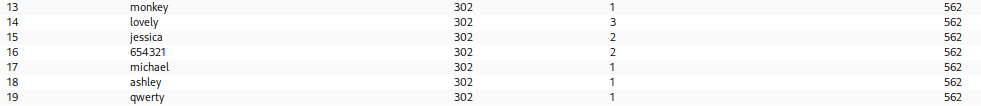 13 monkey 302 1 562
14 lovely 302 3 562
15 jessica 302 2 562
16 654321 302 2 562
17 michael 302 1 562
18 ashley 302 1 562
19 qwerty 302 1 562